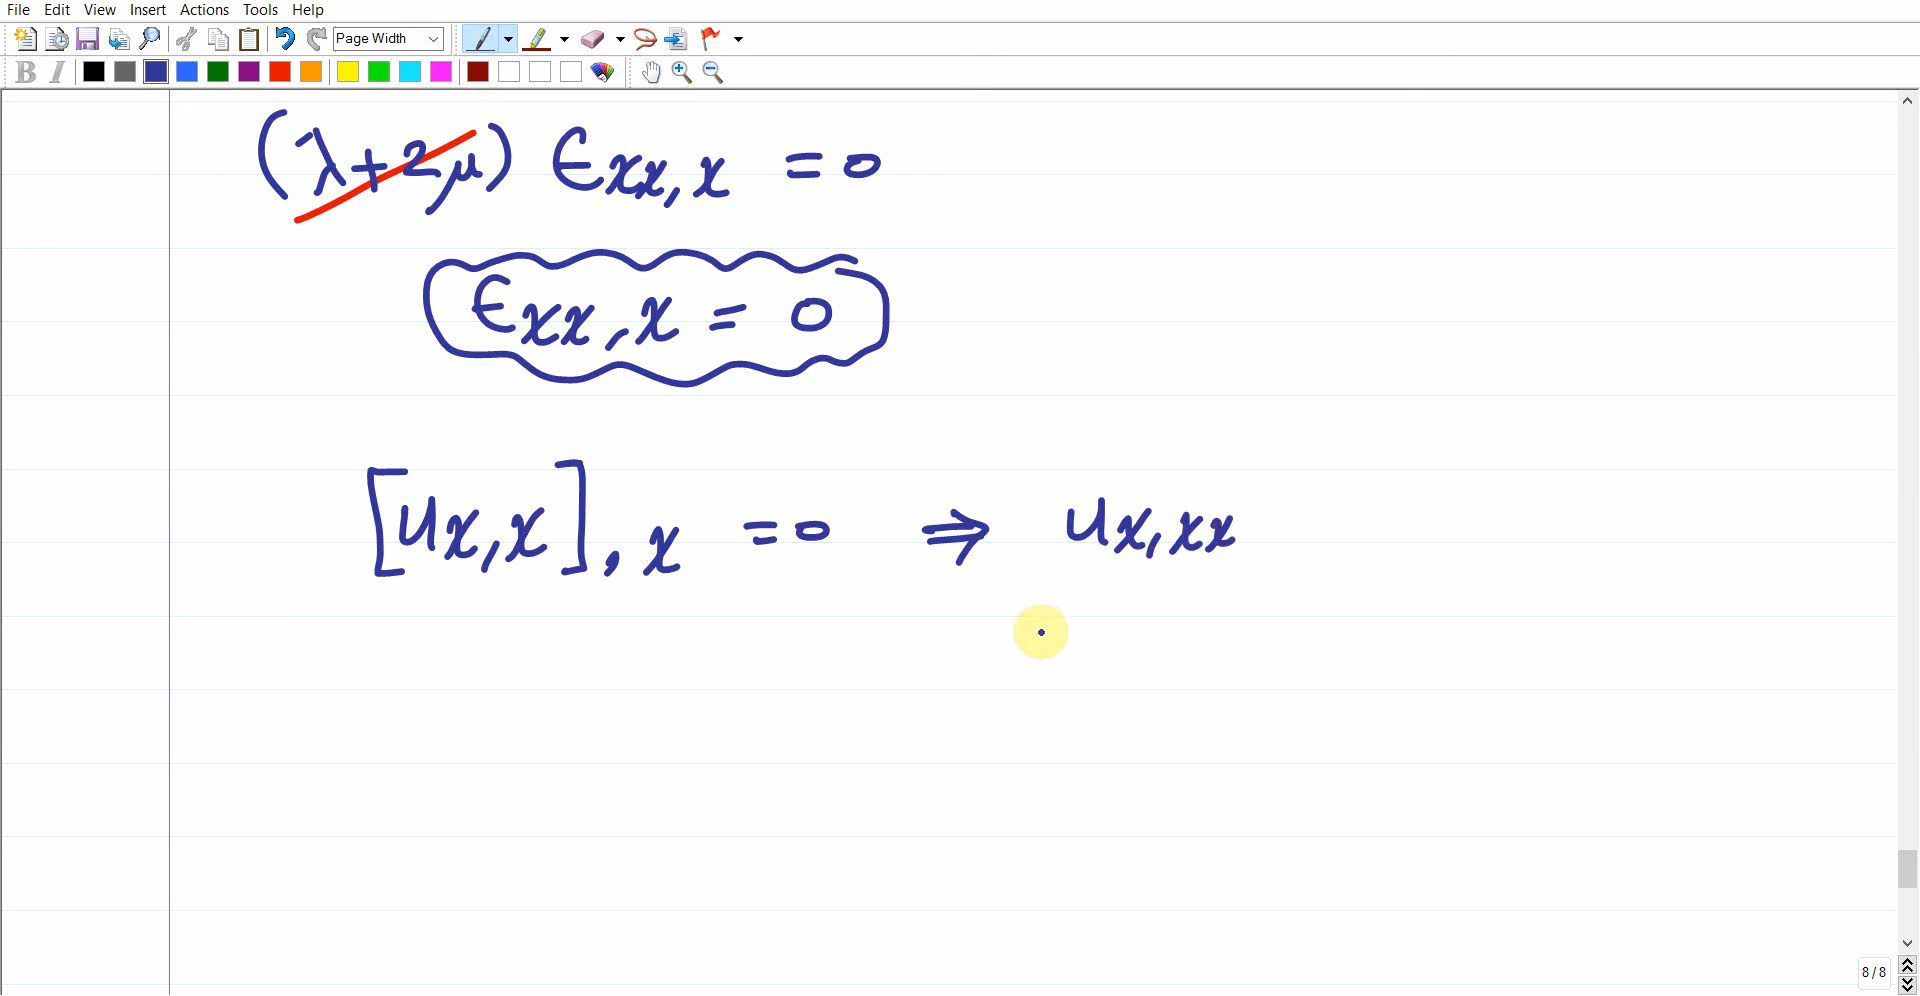 File Edit View Insert Actions Tools Help
Page Width
B I
(λ+2μ) ϵxx,x =0
ϵxx,x = 0
[ux,x],x =0 ⇒ ux,xx
8/8